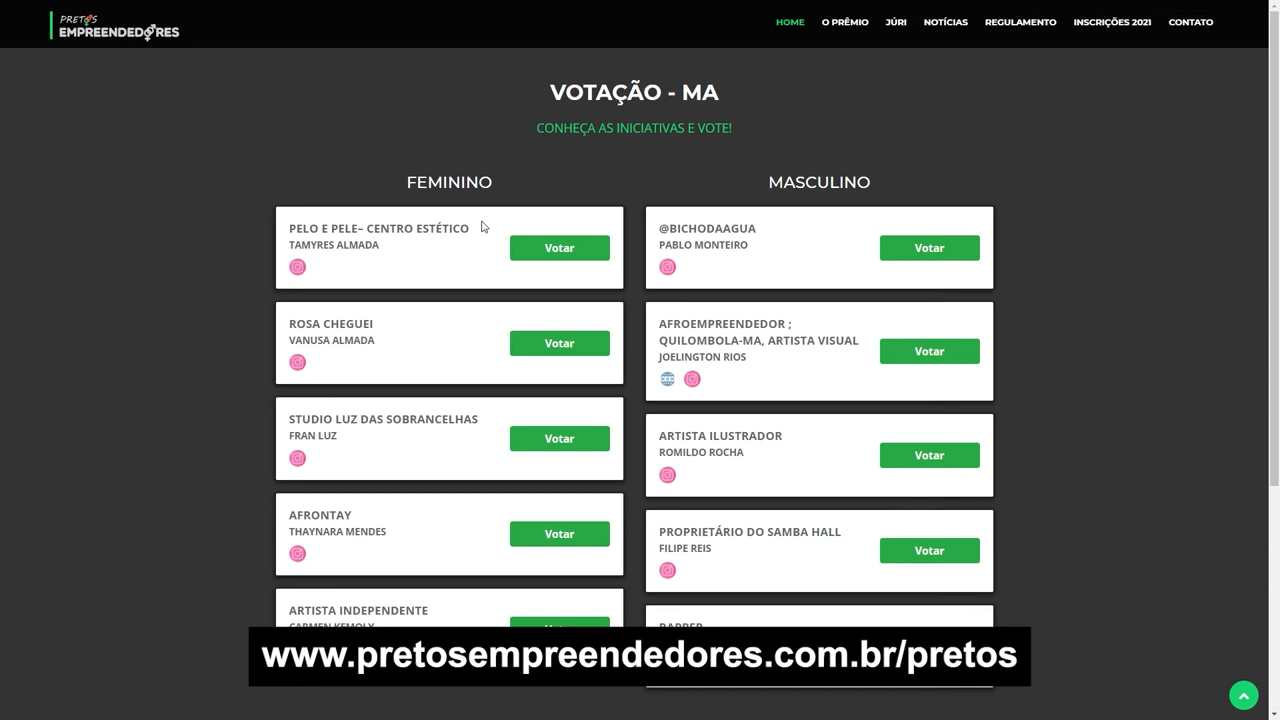 PRETOS
EMPREENDEDORES
HOME
O PRÊMIO
JÚRI
NOTÍCIAS
REGULAMENTO
INSCRIÇÕES 2021
CONTATO
VOTAÇÃO - MA
CONHEÇA AS INICIATIVAS E VOTE!
FEMININO
PELO E PELE– CENTRO ESTÉTICO
TAMYRES ALMADA
Votar
ROSA CHEGUEI
VANUSA ALMADA
Votar
STUDIO LUZ DAS SOBRANCELHAS
FRAN LUZ
Votar
AFRONTAY
THAYNARA MENDES
Votar
ARTISTA INDEPENDENTE
CARMEN KEMOLY
MASCULINO
@BICHODAAGUA
PABLO MONTEIRO
Votar
AFROEMPREENDEDOR ;
QUILOMBOLA-MA, ARTISTA VISUAL
JOELINGTON RIOS
Votar
ARTISTA ILUSTRADOR
ROMILDO ROCHA
Votar
PROPRIETÁRIO DO SAMBA HALL
FILIPE REIS
Votar
RAPPER
www.pretosempreendedores.com.br/pretos